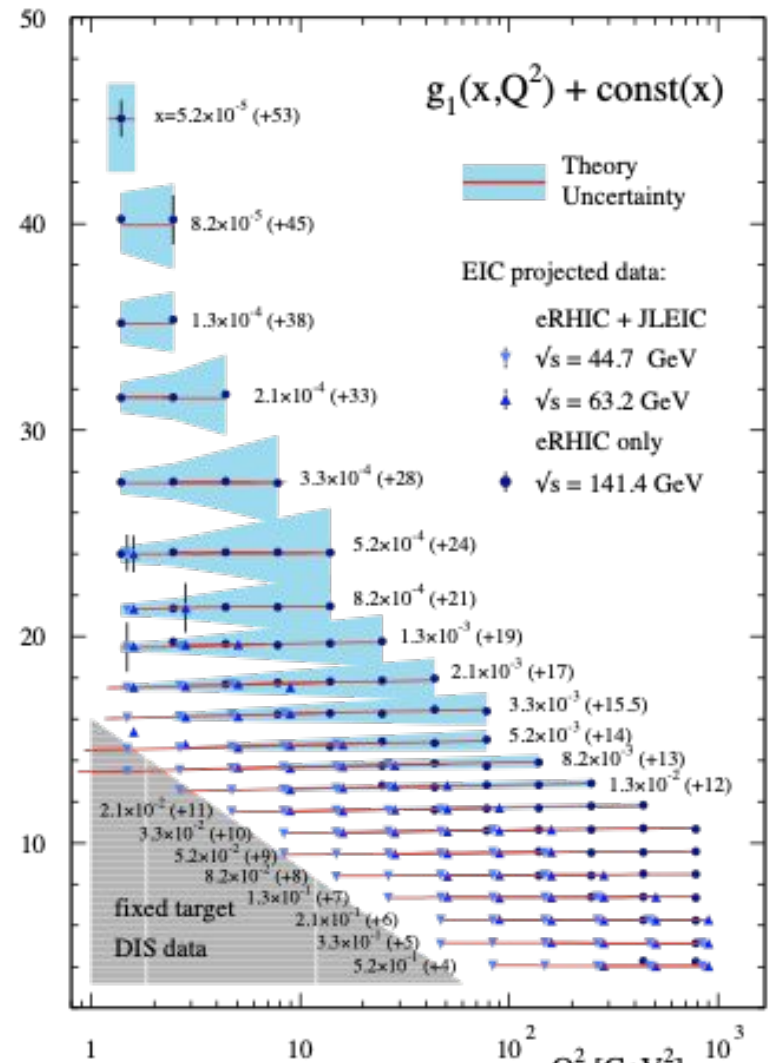 50
40
30
20
10
g₁(x,Q²) + const(x)
Theory
Uncertainty
EIC projected data:
eRHIC + JLEIC
√s = 44.7 GeV
√s = 63.2 GeV
eRHIC only
√s = 141.4 GeV
x=5.2×10⁻⁵ (+53)
8.2×10⁻⁵ (+45)
1.3×10⁻⁴ (+38)
2.1×10⁻⁴ (+33)
3.3×10⁻⁴ (+28)
5.2×10⁻⁴ (+24)
8.2×10⁻⁴ (+21)
1.3×10⁻³ (+19)
2.1×10⁻³ (+17)
3.3×10⁻³ (+15.5)
5.2×10⁻³ (+14)
8.2×10⁻³ (+13)
1.3×10⁻² (+12)
2.1×10⁻² (+11)
3.3×10⁻² (+10)
5.2×10⁻² (+9)
8.2×10⁻² (+8)
1.3×10⁻¹ (+7)
2.1×10⁻¹ (+6)
3.3×10⁻¹ (+5)
5.2×10⁻¹ (+4)
fixed target
DIS data
1
10
10²
10³
Q² [GeV²]